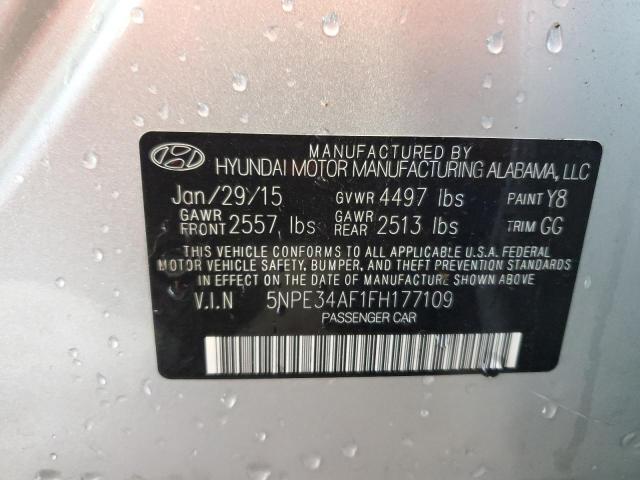 MANUFACTURED BY
HYUNDAI MOTOR MANUFACTURING ALABAMA, LLC
Jan/29/15 GVWR 4497 lbs PAINT Y8
GAWR FRONT 2557 lbs GAWR REAR 2513 lbs TRIM GG
THIS VEHICLE CONFORMS TO ALL APPLICABLE U.S.A. FEDERAL
MOTOR VEHICLE SAFETY, BUMPER, AND THEFT PREVENTION STANDARDS
IN EFFECT ON THE DATE OF MANUFACTURE SHOWN ABOVE.
V.I.N 5NPE34AF1FH177109
PASSENGER CAR